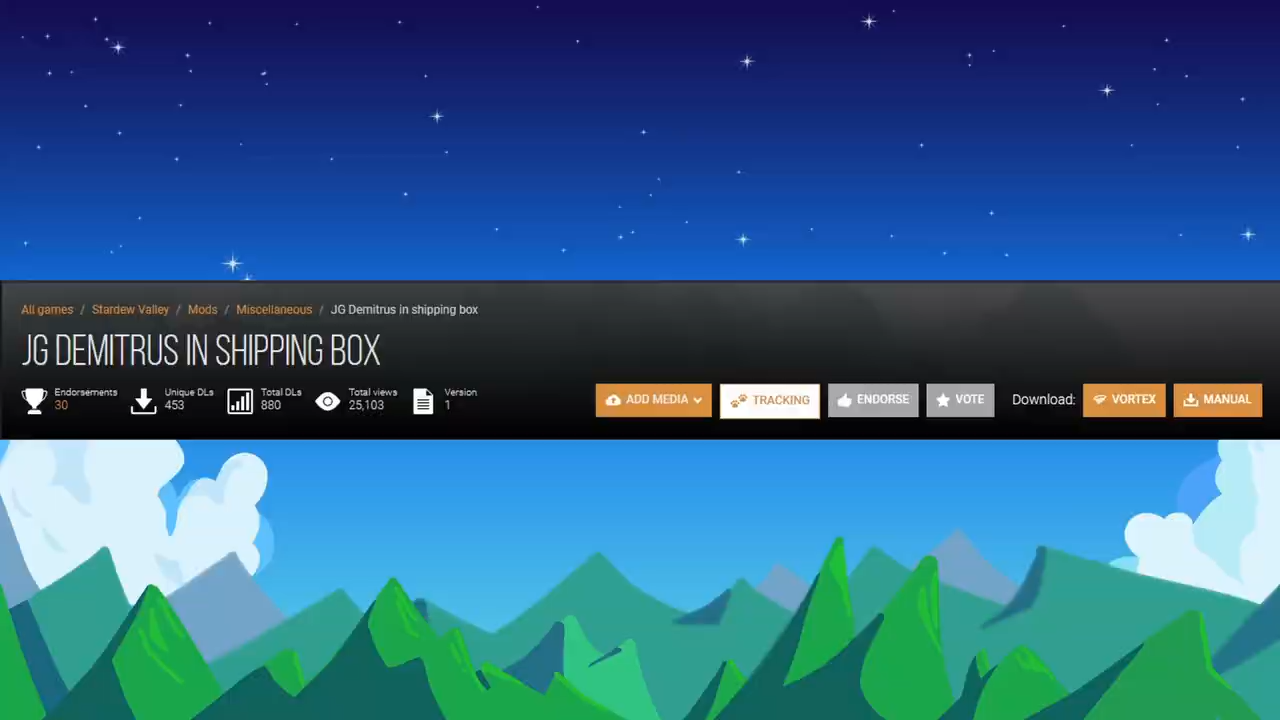 All games / Stardew Valley / Mods / Miscellaneous / JG Demitrus in shipping box
JG DEMITRUS IN SHIPPING BOX
Endorsements Unique DLs Total DLs Total views Version
30 453 880 25,103 1
ADD MEDIA TRACKING ENDORSE VOTE Download: VORTEX MANUAL